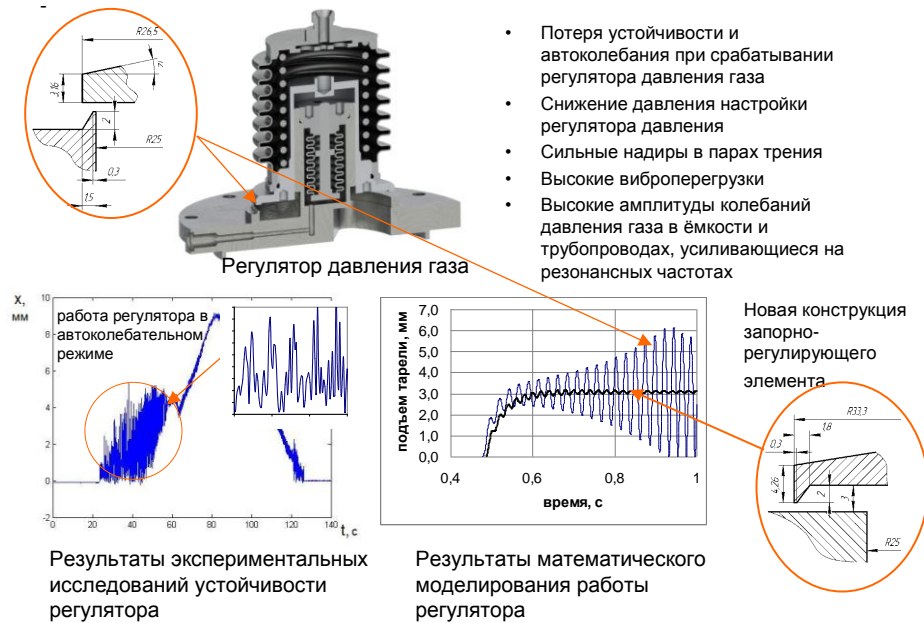 R26,5
7°
3,16
2
R25
0,3
1,5
Регулятор давления газа
• Потеря устойчивости и
автоколебания при срабатывании
регулятора давления газа
• Снижение давления настройки
регулятора давления
• Сильные надиры в парах трения
• Высокие виброперегрузки
• Высокие амплитуды колебаний
давления газа в ёмкости и
трубопроводах, усиливающиеся на
резонансных частотах
X,
мм
10
8
6
4
2
0
-2
0 20 40 60 80 100 120 140
t, с
работа регулятора в
автоколебательном
режиме
Результаты экспериментальных
исследований устойчивости
регулятора
подъем тарели, мм
7,0
6,0
5,0
4,0
3,0
2,0
1,0
0,0
0,4 0,6 0,8 1
время, с
Результаты математического
моделирования работы
регулятора
Новая конструкция
запорно-
регулирующего
элемента
R33,3
1,8
0,3
4,26
2
3
R25